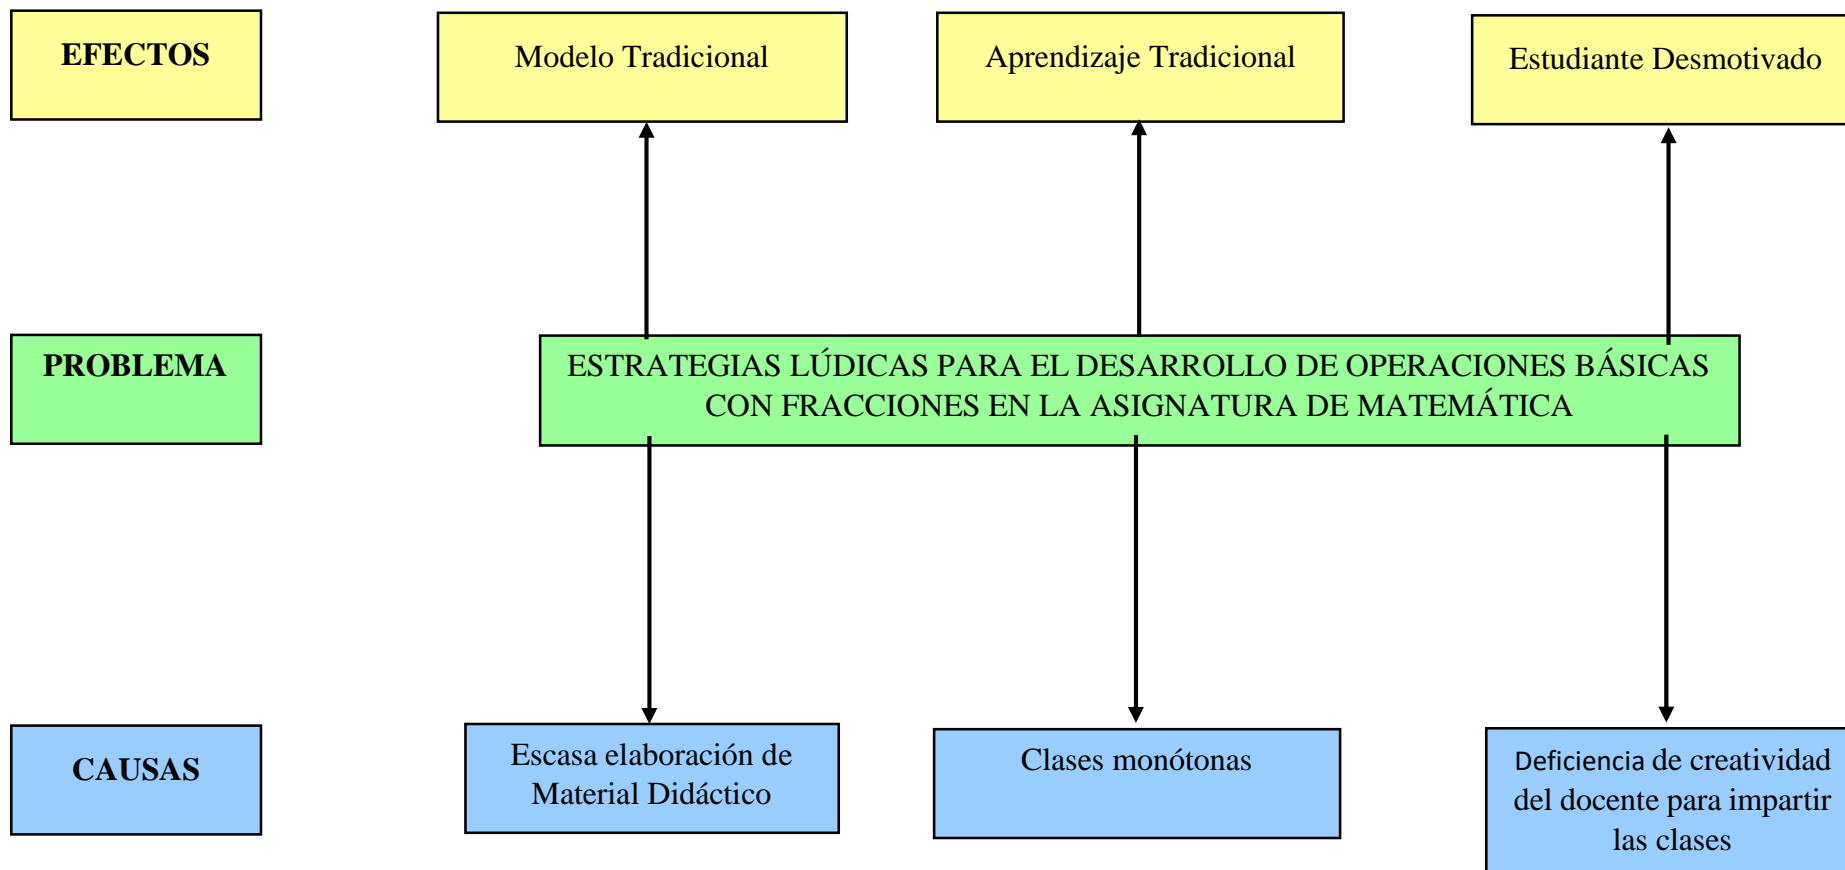 EFECTOS
Modelo Tradicional
Aprendizaje Tradicional
Estudiante Desmotivado
PROBLEMA
ESTRATEGIAS LÚDICAS PARA EL DESARROLLO DE OPERACIONES BÁSICAS
CON FRACCIONES EN LA ASIGNATURA DE MATEMÁTICA
CAUSAS
Escasa elaboración de
Material Didáctico
Clases monótonas
Deficiencia de creatividad
del docente para impartir
las clases